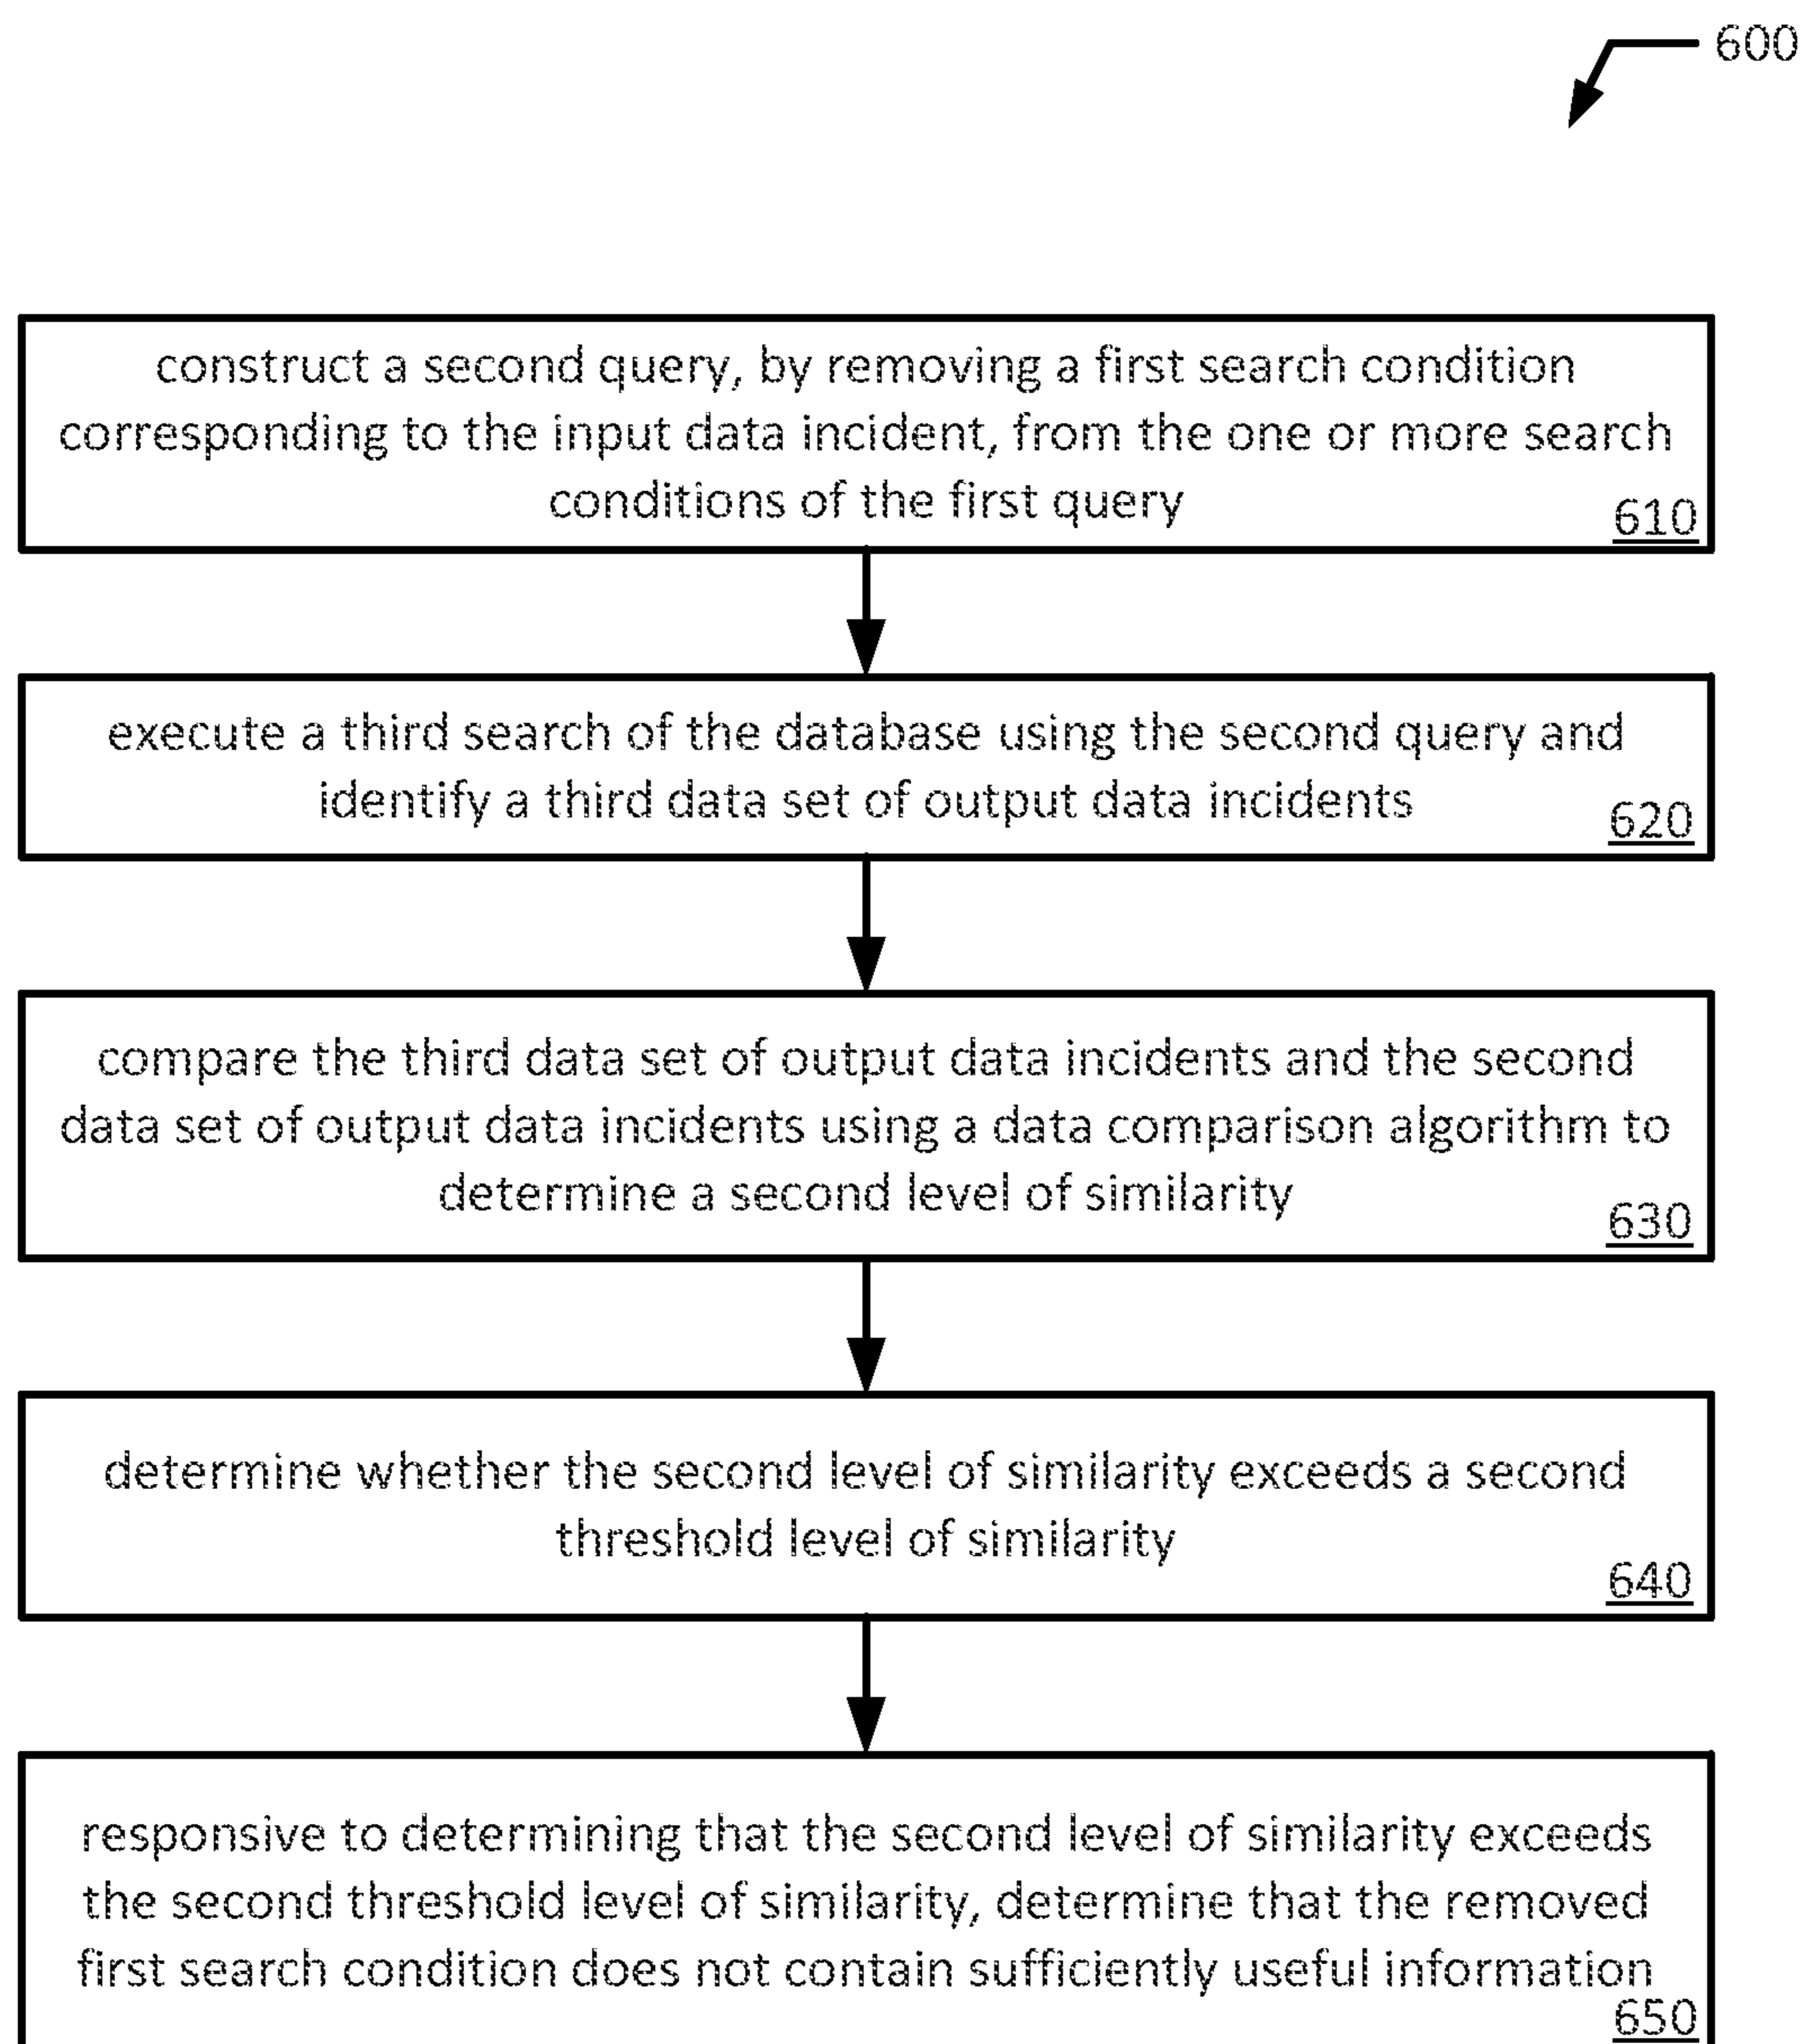 600
construct a second query, by removing a first search condition
corresponding to the input data incident, from the one or more search
conditions of the first query
610
execute a third search of the database using the second query and
identify a third data set of output data incidents
620
compare the third data set of output data incidents and the second
data set of output data incidents using a data comparison algorithm to
determine a second level of similarity
630
determine whether the second level of similarity exceeds a second
threshold level of similarity
640
responsive to determining that the second level of similarity exceeds
the second threshold level of similarity, determine that the removed
first search condition does not contain sufficiently useful information
650